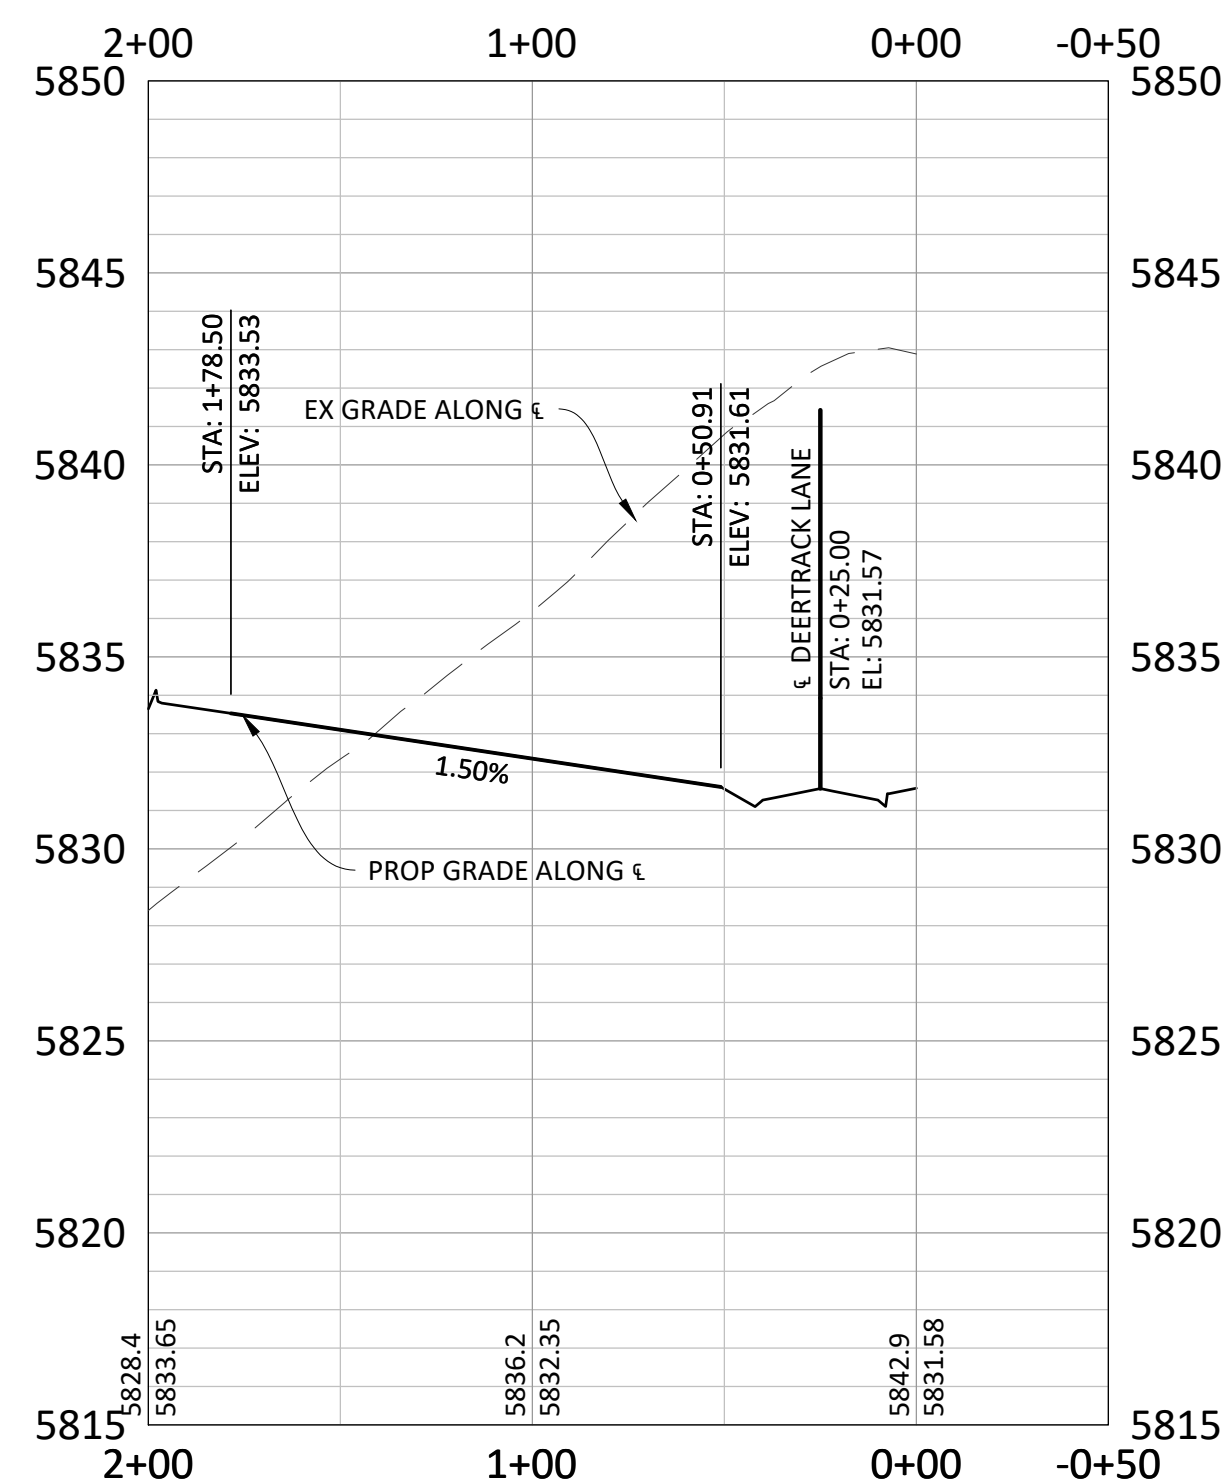 2+00 1+00 0+00 -0+50
5850 5850
5845 5845
STA: 1+78.50
ELEV: 5833.53
EX GRADE ALONG ℄
STA: 0+50.91
ELEV: 5831.61
℄ DEERTRACK LANE
STA: 0+25.00
EL: 5831.57
5840 5840
5835 5835
1.50%
5830 5830
PROP GRADE ALONG ℄
5825 5825
5820 5820
5828.4
5833.65
5836.2
5832.35
5842.9
5831.58
5815 5815
2+00 1+00 0+00 -0+50